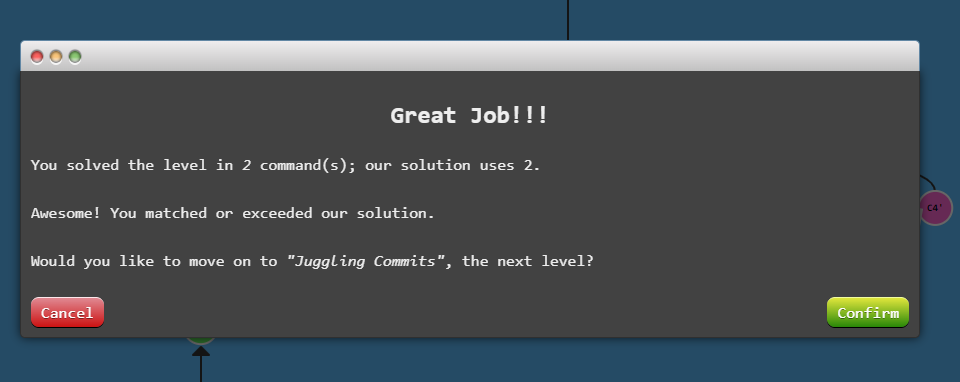 Great Job!!!
You solved the level in 2 command(s); our solution uses 2.
Awesome! You matched or exceeded our solution.
Would you like to move on to "Juggling Commits", the next level?
Cancel
Confirm
C4'